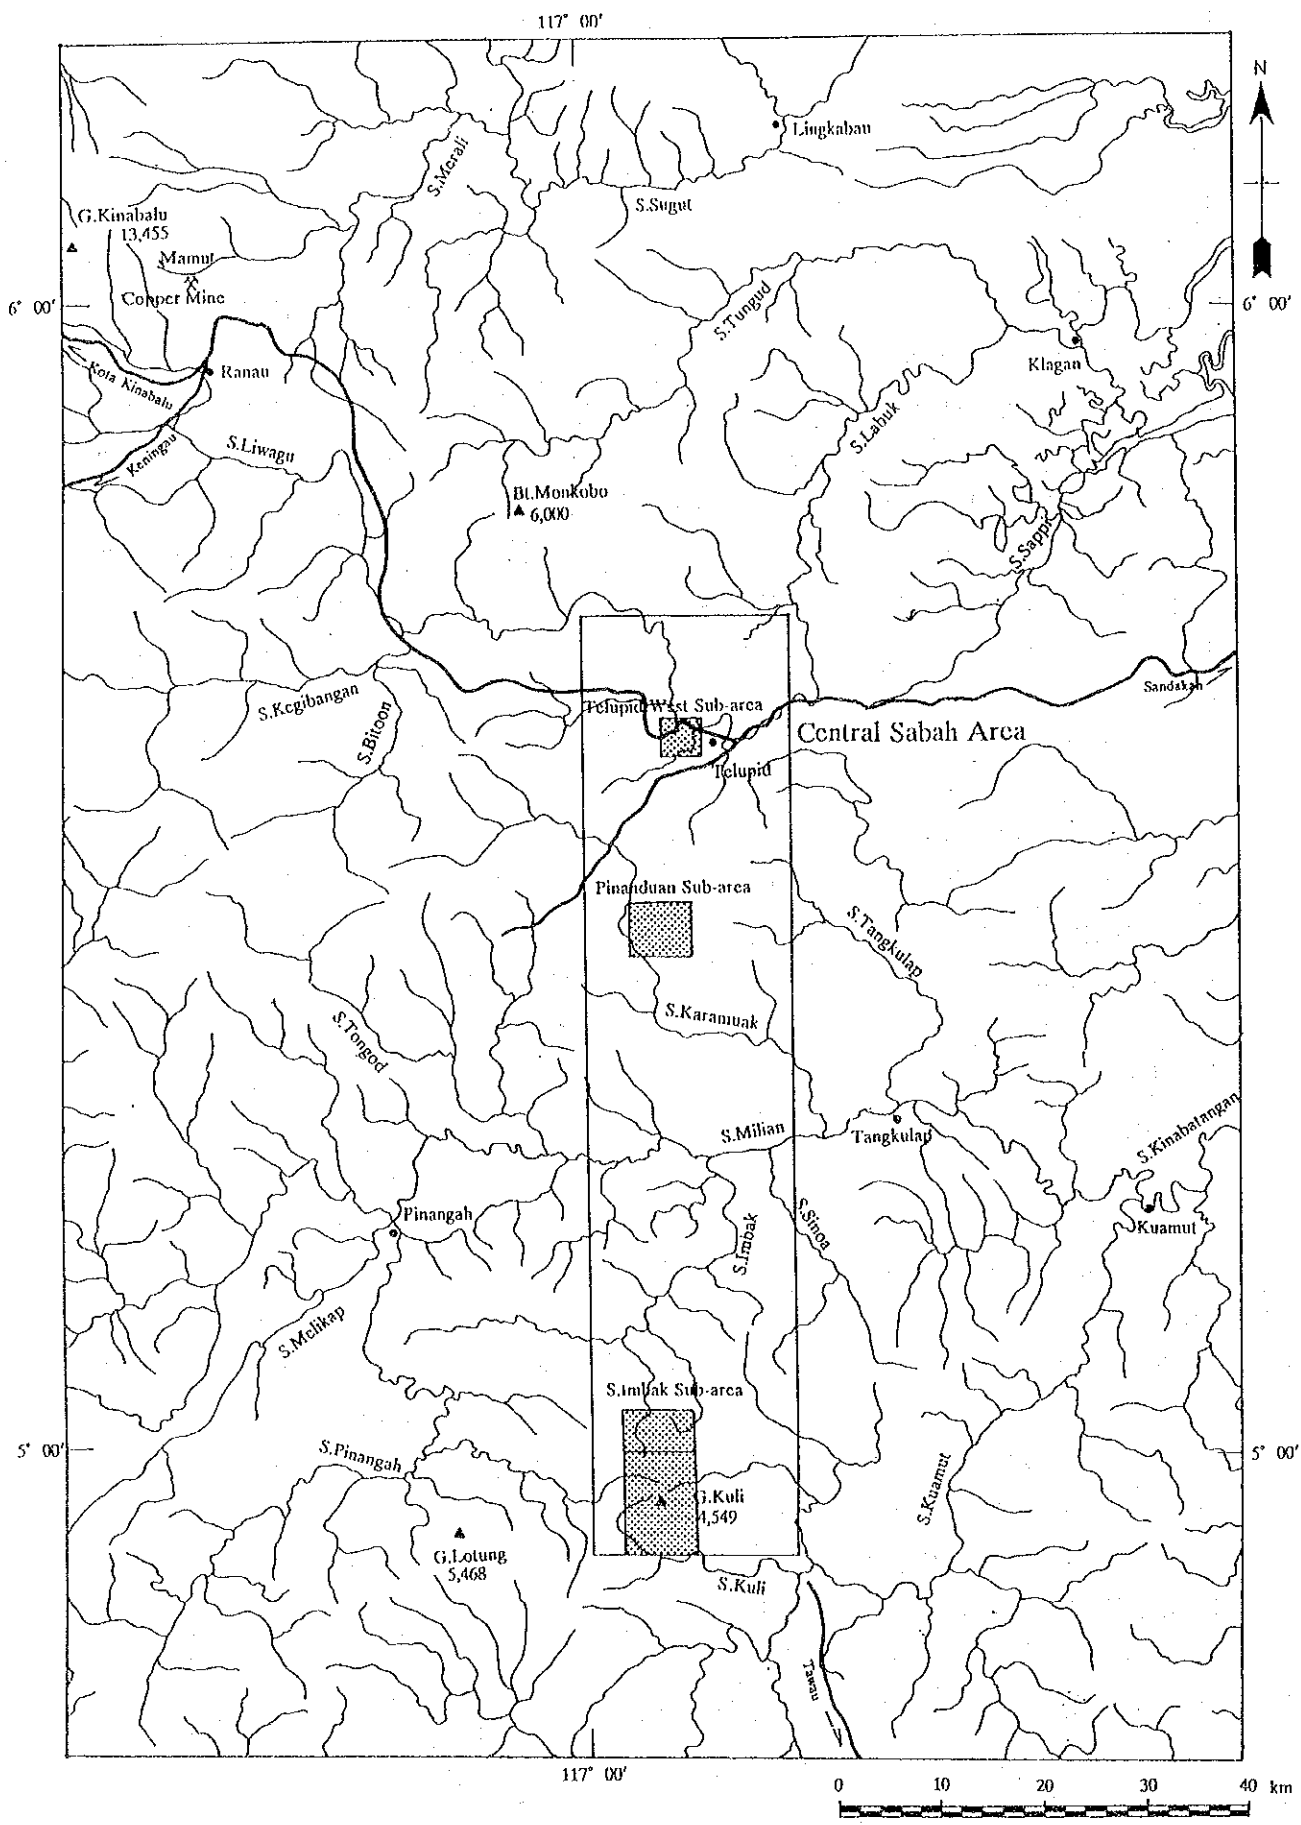 117° 00'
N
Lingkabau
S.Merali
S.Sugut
G.Kinabalu
13,455
Mamut
Copper Mine
6° 00'
6° 00'
S.Tungud
Klagan
Ranau
Kota Kinabalu
Keningau
S.Liwagu
S.Labuk
Bt.Monkobo
6,000
S.Sappi
Sandakan
S.Kegibangan
S.Bitoon
Telupid West Sub-area
Central Sabah Area
Telupid
Pinanduan Sub-area
S.Tangkulap
S.Karamuak
S.Tongod
S.Milian
Tangkulap
S.Kinabatangan
Kuamut
Pinangah
S.Imbak
S.Sinoa
S.Melikap
S.Imbak Sub-area
5° 00'
5° 00'
S.Pinangah
G.Kuli
4,549
S.Kuamut
G.Lotung
5,468
S.Kuli
Tawau
117° 00'
0 10 20 30 40 km